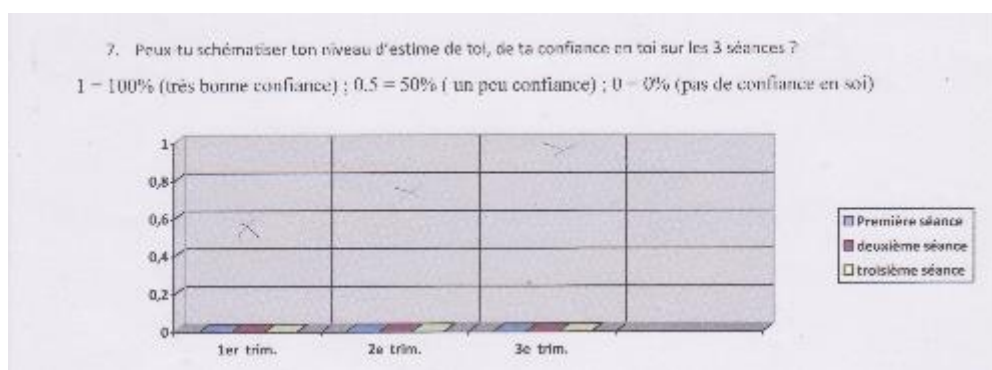 7. Peux-tu schématiser ton niveau d'estime de toi, de ta confiance en toi sur les 3 séances ?
1 = 100% (très bonne confiance) ; 0.5 = 50% ( un peu confiance) ; 0 = 0% (pas de confiance en soi)
1
0,8
0,6
0,4
0,2
0
1er trim. 2e trim. 3e trim.
Première séance
deuxième séance
troisième séance